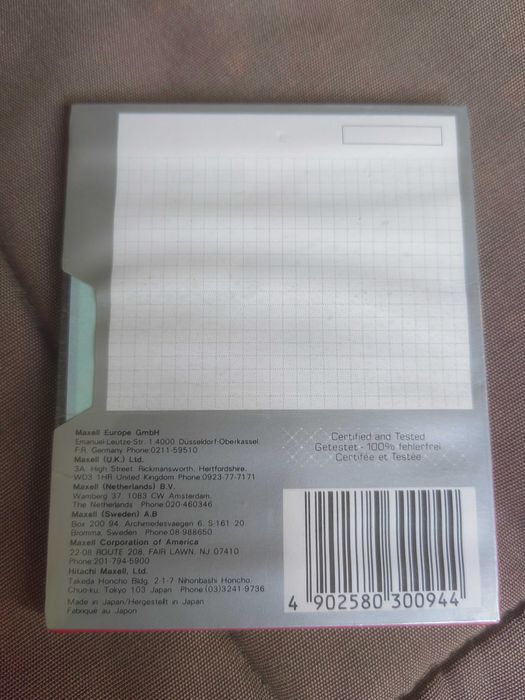 Maxell Europe GmbH
Emanuel-Leutze-Str. 1 4000 Düsseldorf-Oberkassel.
F.R. Germany Phone:0211-59510
Maxell (U.K.) Ltd.
3A, High Street, Rickmansworth, Hertfordshire,
WD3 1HR United Kingdom Phone:0923-77-7171
Maxell (Netherlands) B.V.
Wamberg 37, 1083 CW Amsterdam,
The Netherlands Phone:020-460346
Maxell (Sweden) A.B
Box 200 94, Archimedesvaegen 6, S-161 20
Bromma, Sweden Phone:08-988650
Maxell Corporation of America
22-08 ROUTE 208, FAIR LAWN, NJ 07410
Phone:201-794-5900
Hitachi Maxell, Ltd.
Takeda Honcho Bldg. 2-1-7 Nihonbashi Honcho,
Chuo-ku, Tokyo 103 Japan Phone:(03)3241-9736
Made in Japan/Hergestellt in Japan
Fabriqué au Japon
Certified and Tested
Getestet - 100% fehlerfrei
Certifée et Testée
4 902580 300944